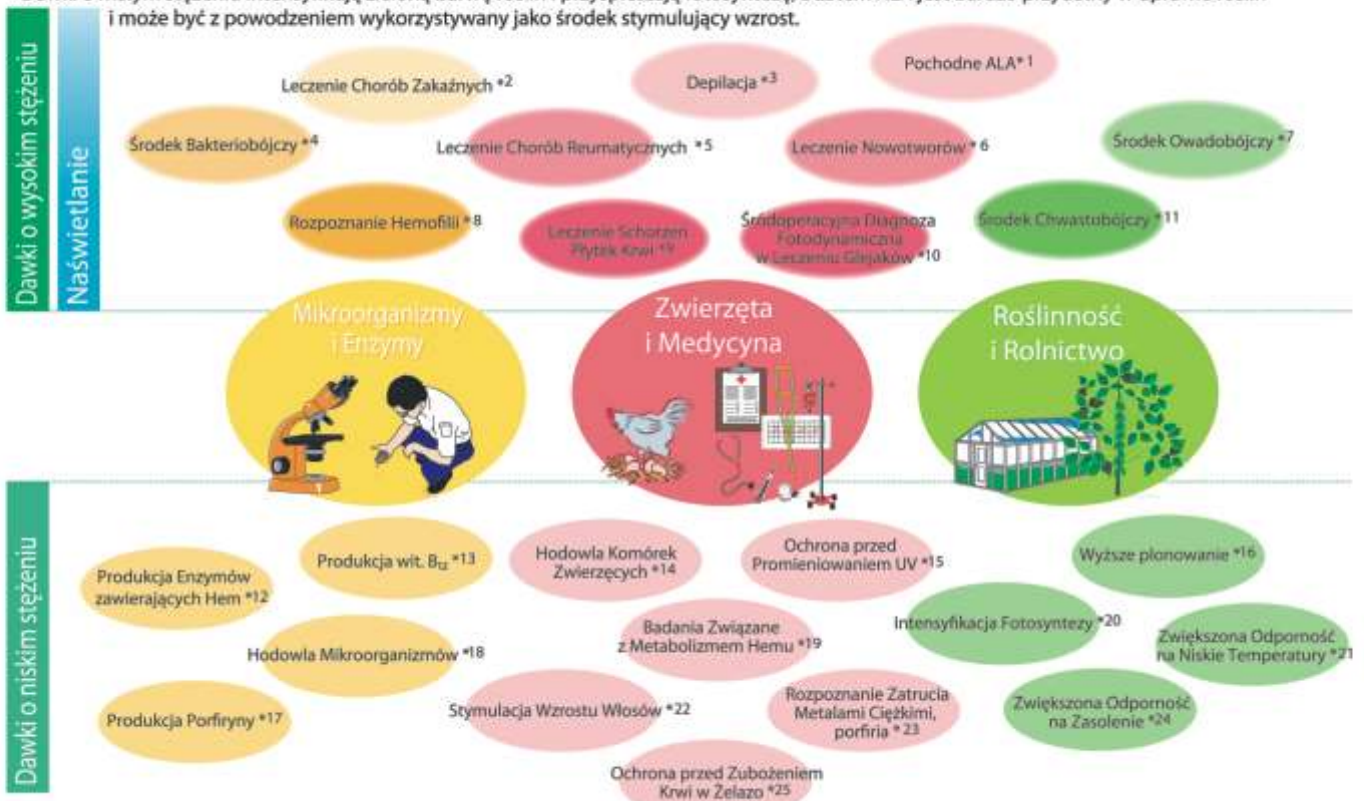 i może być z powodzeniem wykorzystywany jako środek stymulujący wzrost.
Dawki o wysokim stężeniu
Naświetlanie
Leczenie Chorób Zakaźnych *2
Depilacja *3
Pochodne ALA*1
Środek Bakteriobójczy *4
Leczenie Chorób Reumatycznych *5
Leczenie Nowotworów *6
Środek Owadobójczy *7
Rozpoznanie Hemofilii *8
Leczenie Schorzeń
Płytek Krwi *9
Śródoperacyjna Diagnoza
Fotodynamiczna
w Leczeniu Glejaków *10
Środek Chwastobójczy *11
Mikroorganizmy
i Enzymy
Zwierzęta
i Medycyna
Roślinność
i Rolnictwo
Dawki o niskim stężeniu
Produkcja Enzymów
zawierających Hem *12
Produkcja wit. B12 *13
Hodowla Komórek
Zwierzęcych *14
Ochrona przed
Promieniowaniem UV *15
Wyższe plonowanie *16
Hodowla Mikroorganizmów *18
Badania Związane
z Metabolizmem Hemu *19
Intensyfikacja Fotosyntezy *20
Zwiększona Odporność
na Niskie Temperatury *21
Produkcja Porfiryny *17
Stymulacja Wzrostu Włosów *22
Rozpoznanie Zatrucia
Metalami Ciężkimi,
porfiria *23
Zwiększona Odporność
na Zasolenie *24
Ochrona przed Zubożeniem
Krwi w Żelazo *25